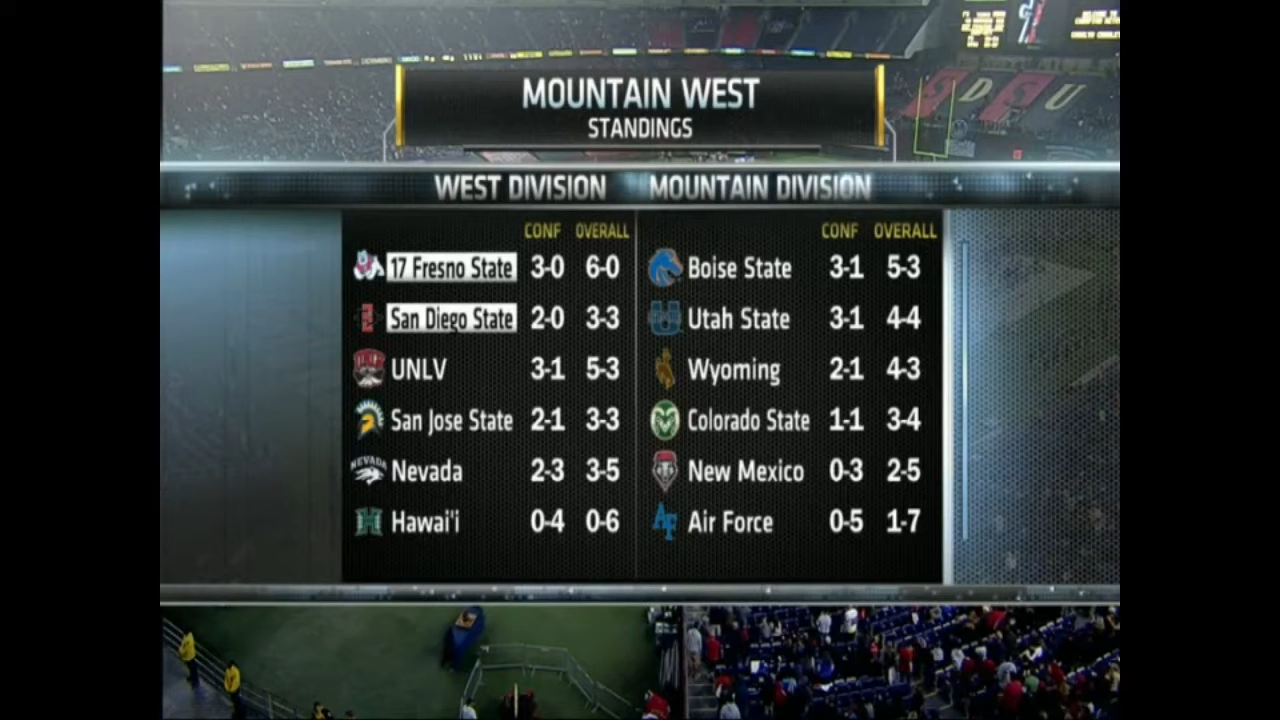 MOUNTAIN WEST
STANDINGS
SDSU
WEST DIVISION
CONF OVERALL
17 Fresno State 3-0 6-0
San Diego State 2-0 3-3
UNLV 3-1 5-3
San Jose State 2-1 3-3
NEVADA
Nevada 2-3 3-5
Hawai'i 0-4 0-6
MOUNTAIN DIVISION
CONF OVERALL
Boise State 3-1 5-3
Utah State 3-1 4-4
Wyoming 2-1 4-3
Colorado State 1-1 3-4
New Mexico 0-3 2-5
AF
Air Force 0-5 1-7